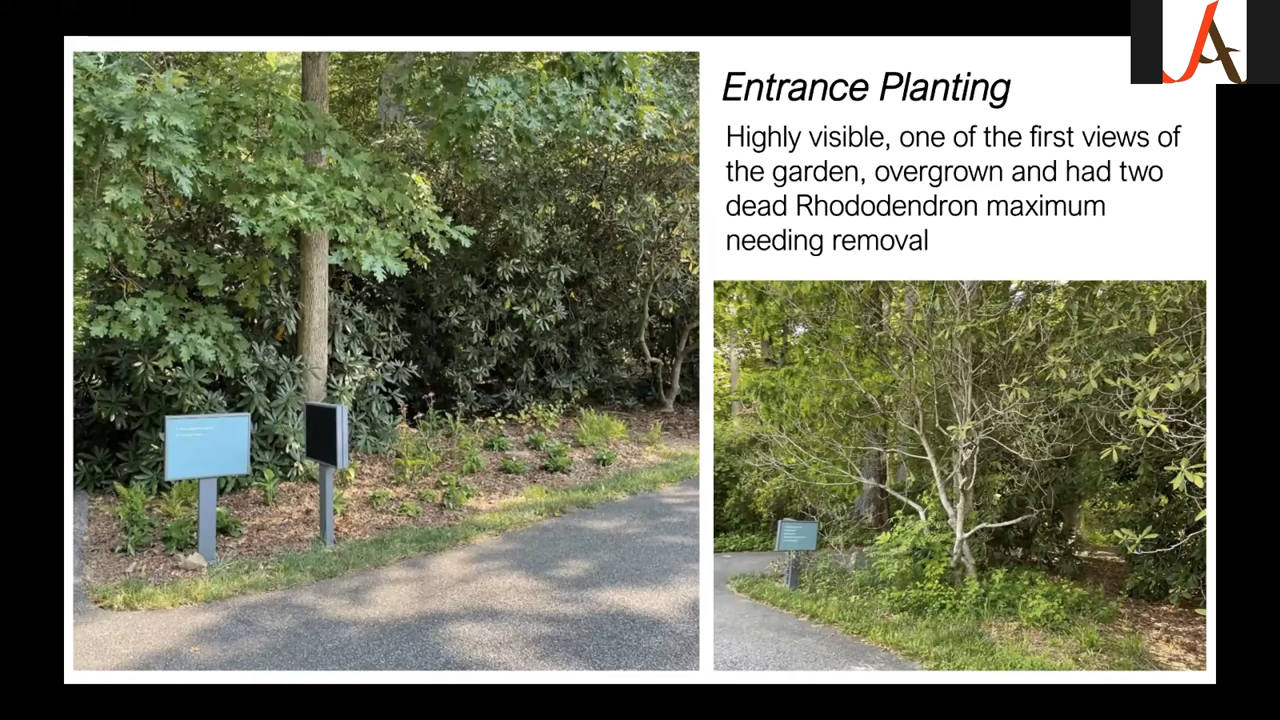 Entrance Planting
Highly visible, one of the first views of
the garden, overgrown and had two
dead Rhododendron maximum
needing removal